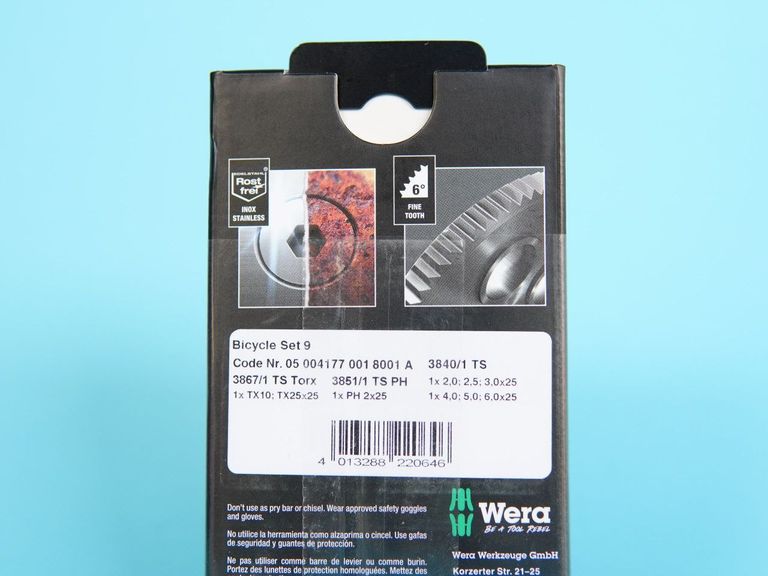 EDELSTAHL
Rost
frei
®
INOX
STAINLESS
6°
FINE
TOOTH
Bicycle Set 9
Code Nr. 05 004177 001 8001 A
3840/1 TS
3867/1 TS Torx 3851/1 TS PH
1x 2,0; 2,5; 3,0x25
1x TX10; TX25x25 1x PH 2x25
1x 4,0; 5,0; 6,0x25
4 013288 220646
Don't use as pry bar or chisel. Wear approved safety goggles
and gloves.
No utilice la herramienta como alzaprima o cincel. Use gafas
de seguridad y guantes de protección.
Ne pas utiliser comme barre de levier ou comme burin.
Portez des lunettes de protection homologuées. Mettez des
Wera
BE A TOOL REBEL
Wera Werkzeuge GmbH
Korzerter Str. 21-25